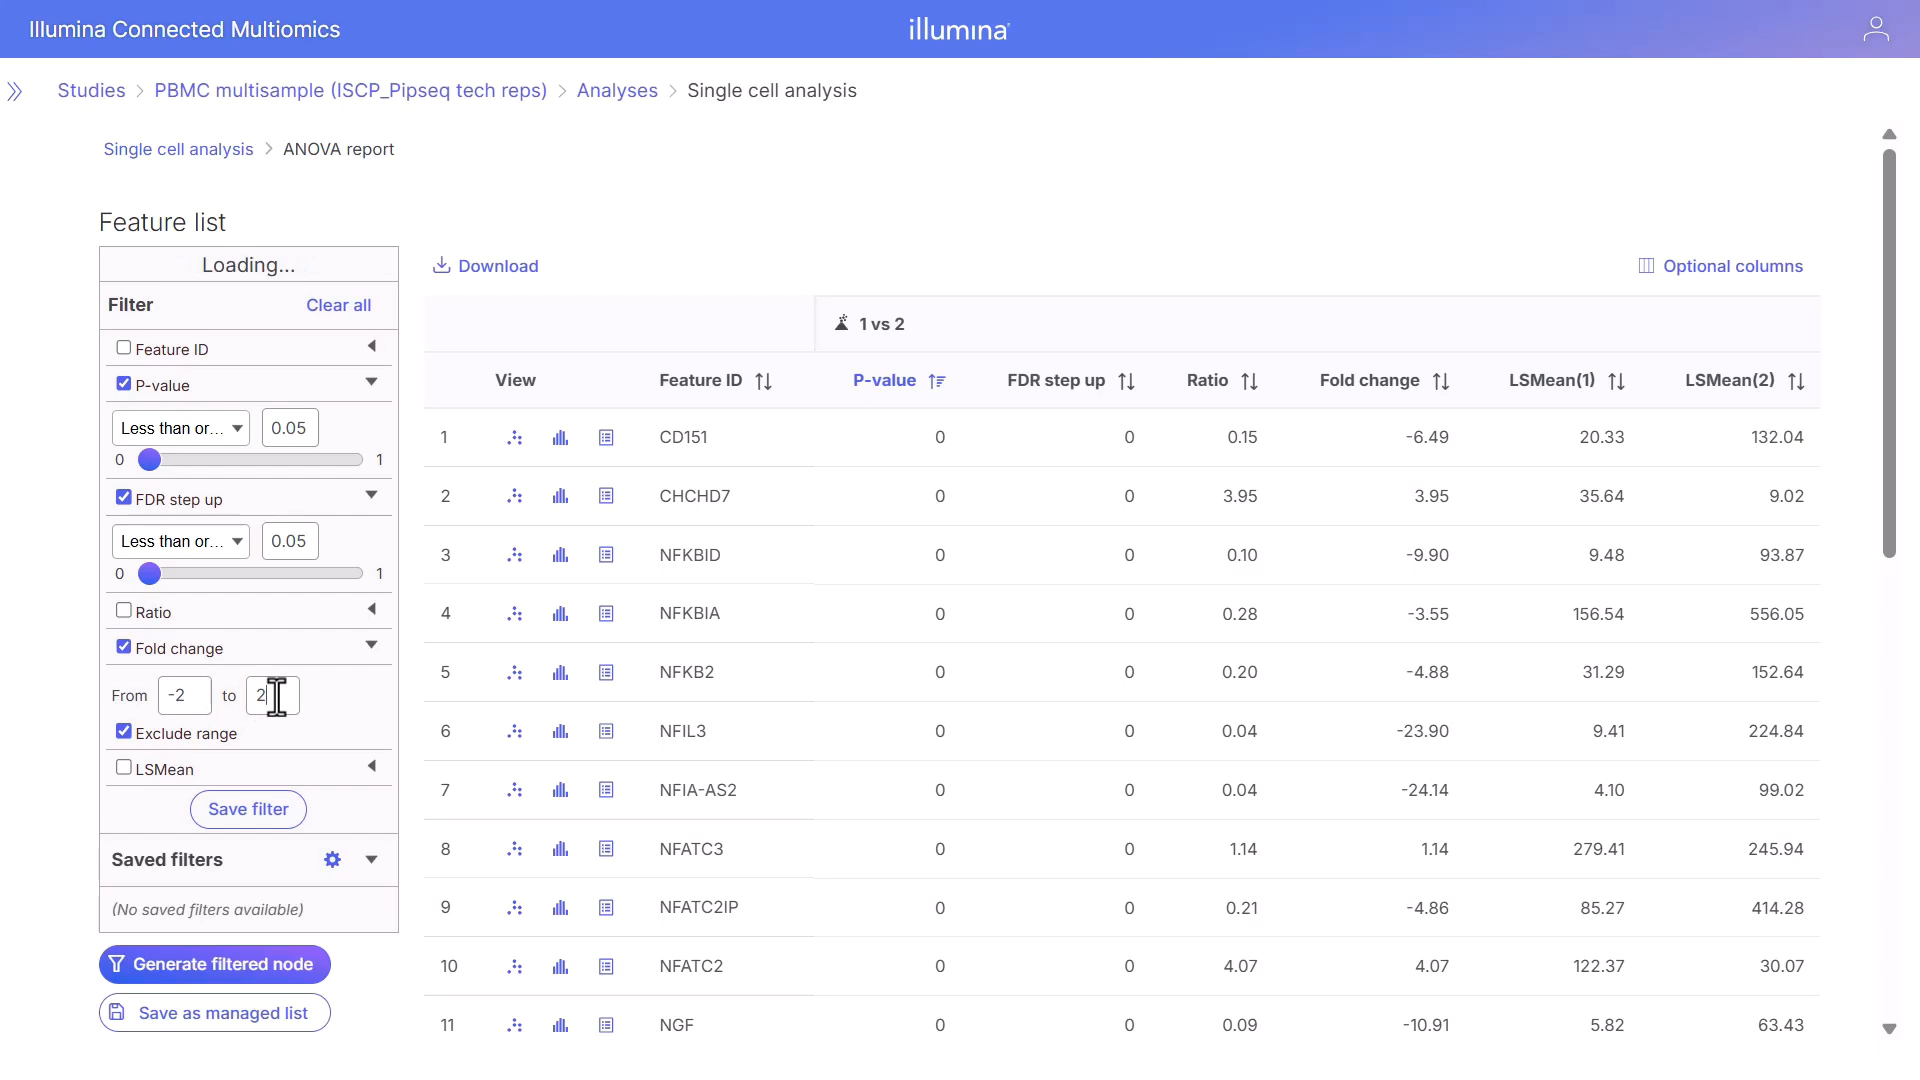 Illumina Connected Multiomics
illumina
Studies > PBMC multisample (ISCP_Pipseq tech reps) > Analyses > Single cell analysis
Single cell analysis > ANOVA report
Feature list
Loading...
Filter Clear all
Feature ID
P-value
Less than or... 0.05
0 1
FDR step up
Less than or... 0.05
0 1
Ratio
Fold change
From -2 to 2
Exclude range
LSMean
Save filter
Saved filters
(No saved filters available)
Generate filtered node
Save as managed list
Download Optional columns
1 vs 2
View Feature ID P-value FDR step up Ratio Fold change LSMean(1) LSMean(2)
1 CD151 0 0 0.15 -6.49 20.33 132.04
2 CHCHD7 0 0 3.95 3.95 35.64 9.02
3 NFKBID 0 0 0.10 -9.90 9.48 93.87
4 NFKBIA 0 0 0.28 -3.55 156.54 556.05
5 NFKB2 0 0 0.20 -4.88 31.29 152.64
6 NFIL3 0 0 0.04 -23.90 9.41 224.84
7 NFIA-AS2 0 0 0.04 -24.14 4.10 99.02
8 NFATC3 0 0 1.14 1.14 279.41 245.94
9 NFATC2IP 0 0 0.21 -4.86 85.27 414.28
10 NFATC2 0 0 4.07 4.07 122.37 30.07
11 NGF 0 0 0.09 -10.91 5.82 63.43